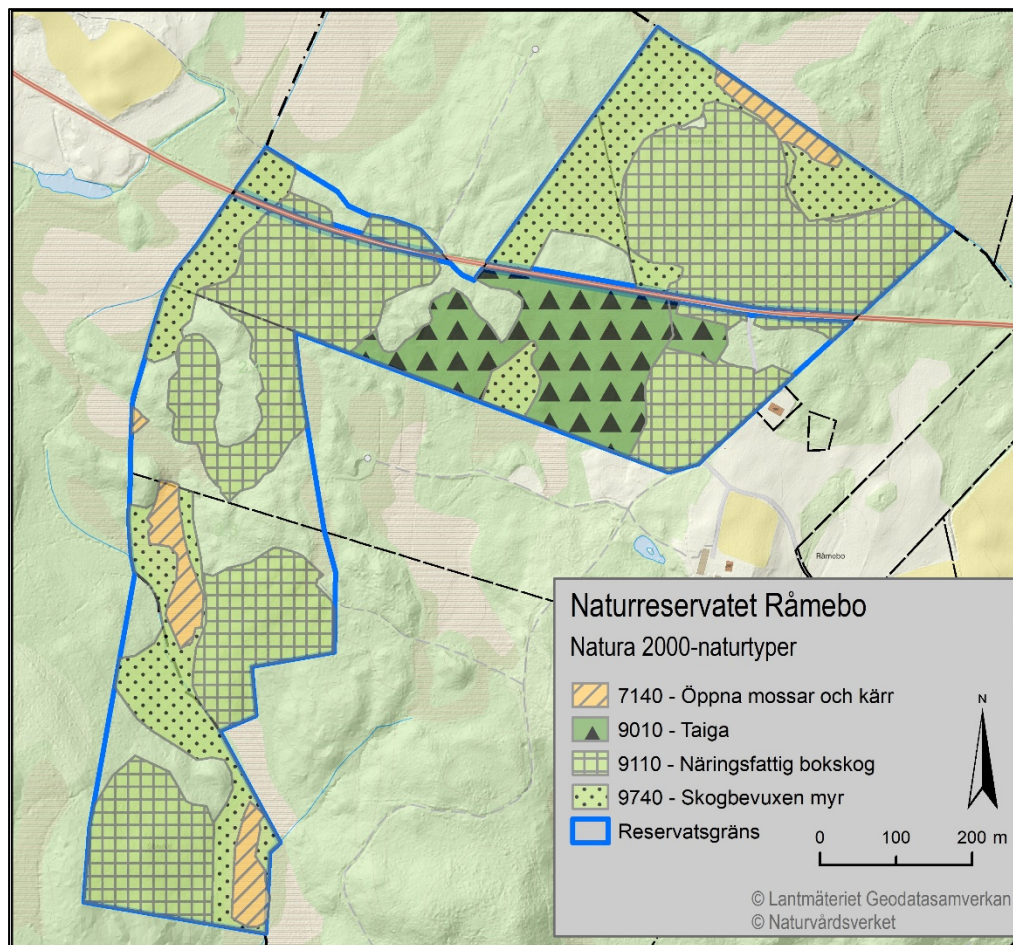 Råmebo
Naturreservatet Råmebo
Natura 2000-naturtyper
7140 - Öppna mossar och kärr
9010 - Taiga
9110 - Näringsfattig bokskog
9740 - Skogbevuxen myr
Reservatsgräns
N
0 100 200 m
© Lantmäteriet Geodatasamverkan
© Naturvårdsverket